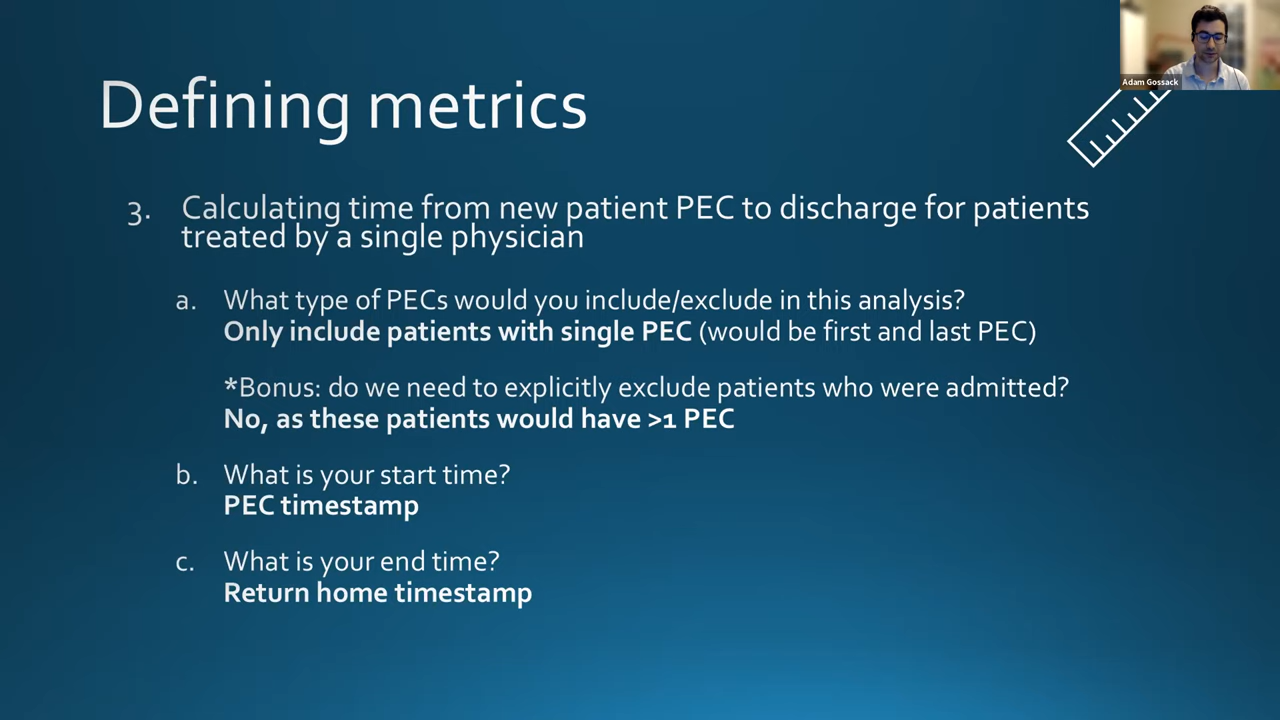 Adam Gossack
Defining metrics
3. Calculating time from new patient PEC to discharge for patients
treated by a single physician
a. What type of PECs would you include/exclude in this analysis?
Only include patients with single PEC (would be first and last PEC)
*Bonus: do we need to explicitly exclude patients who were admitted?
No, as these patients would have >1 PEC
b. What is your start time?
PEC timestamp
c. What is your end time?
Return home timestamp